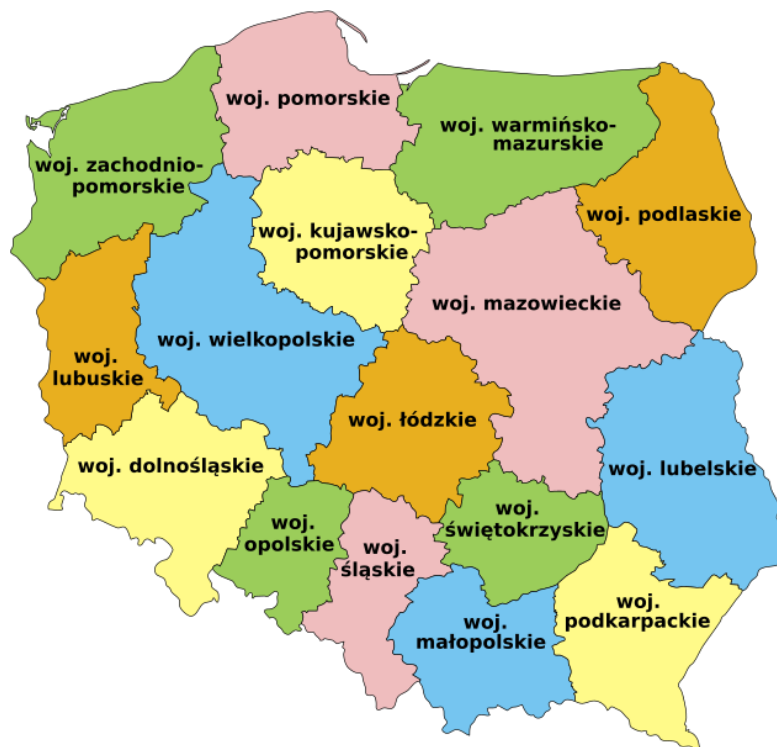 woj. pomorskie
woj. warmińsko-
mazurskie
woj. zachodnio-
pomorskie
woj. podlaskie
woj. kujawsko-
pomorskie
woj. mazowieckie
woj. wielkopolskie
woj.
lubuskie
woj. łódzkie
woj. dolnośląskie
woj. lubelskie
woj.
opolskie
woj.
świętokrzyskie
woj.
śląskie
woj.
podkarpackie
woj.
małopolskie